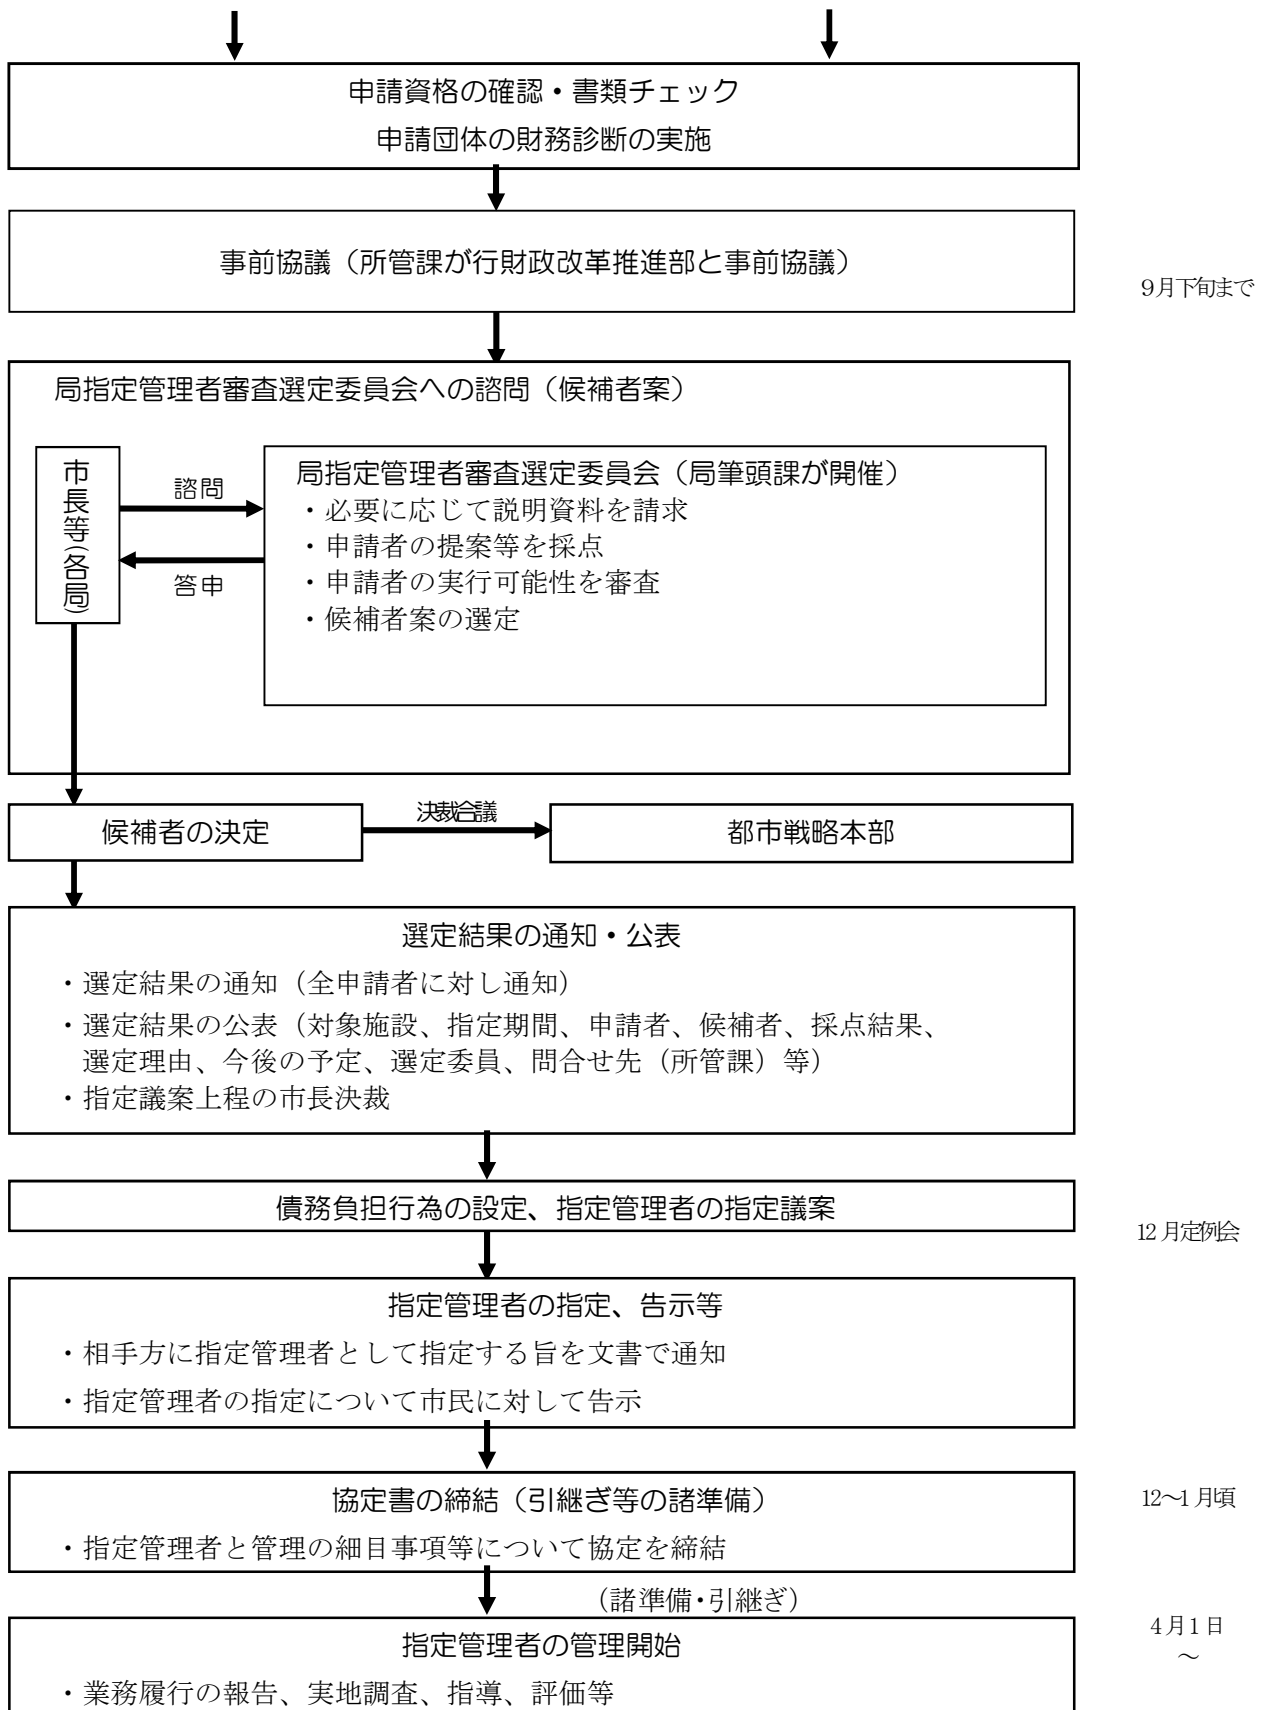 申請資格の確認・書類チェック
申請団体の財務診断の実施
事前協議（所管課が行財政改革推進部と事前協議）
9月下旬まで
局指定管理者審査選定委員会への諮問（候補者案）
市長等（各局）
諮問
答申
局指定管理者審査選定委員会（局筆頭課が開催）
・必要に応じて説明資料を請求
・申請者の提案等を採点
・申請者の実行可能性を審査
・候補者案の選定
候補者の決定
決裁合議
都市戦略本部
選定結果の通知・公表
・選定結果の通知（全申請者に対し通知）
・選定結果の公表（対象施設、指定期間、申請者、候補者、採点結果、
選定理由、今後の予定、選定委員、問合せ先（所管課）等）
・指定議案上程の市長決裁
債務負担行為の設定、指定管理者の指定議案
12月定例会
指定管理者の指定、告示等
・相手方に指定管理者として指定する旨を文書で通知
・指定管理者の指定について市民に対して告示
協定書の締結（引継ぎ等の諸準備）
12～1月頃
・指定管理者と管理の細目事項等について協定を締結
（諸準備・引継ぎ）
指定管理者の管理開始
4月1日
～
・業務履行の報告、実地調査、指導、評価等